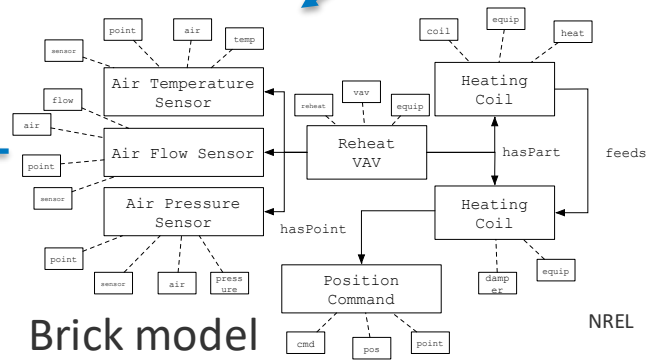 point
air
temp
sensor
Air Temperature
Sensor
flow
air
Air Flow Sensor
point
sensor
Air Pressure
Sensor
point
sensor
air
press
ure
reheat
vav
equip
Reheat
VAV
coil
equip
heat
Heating
Coil
hasPart
feeds
Heating
Coil
damp
er
equip
hasPoint
Position
Command
cmd
pos
point
Brick model
NREL